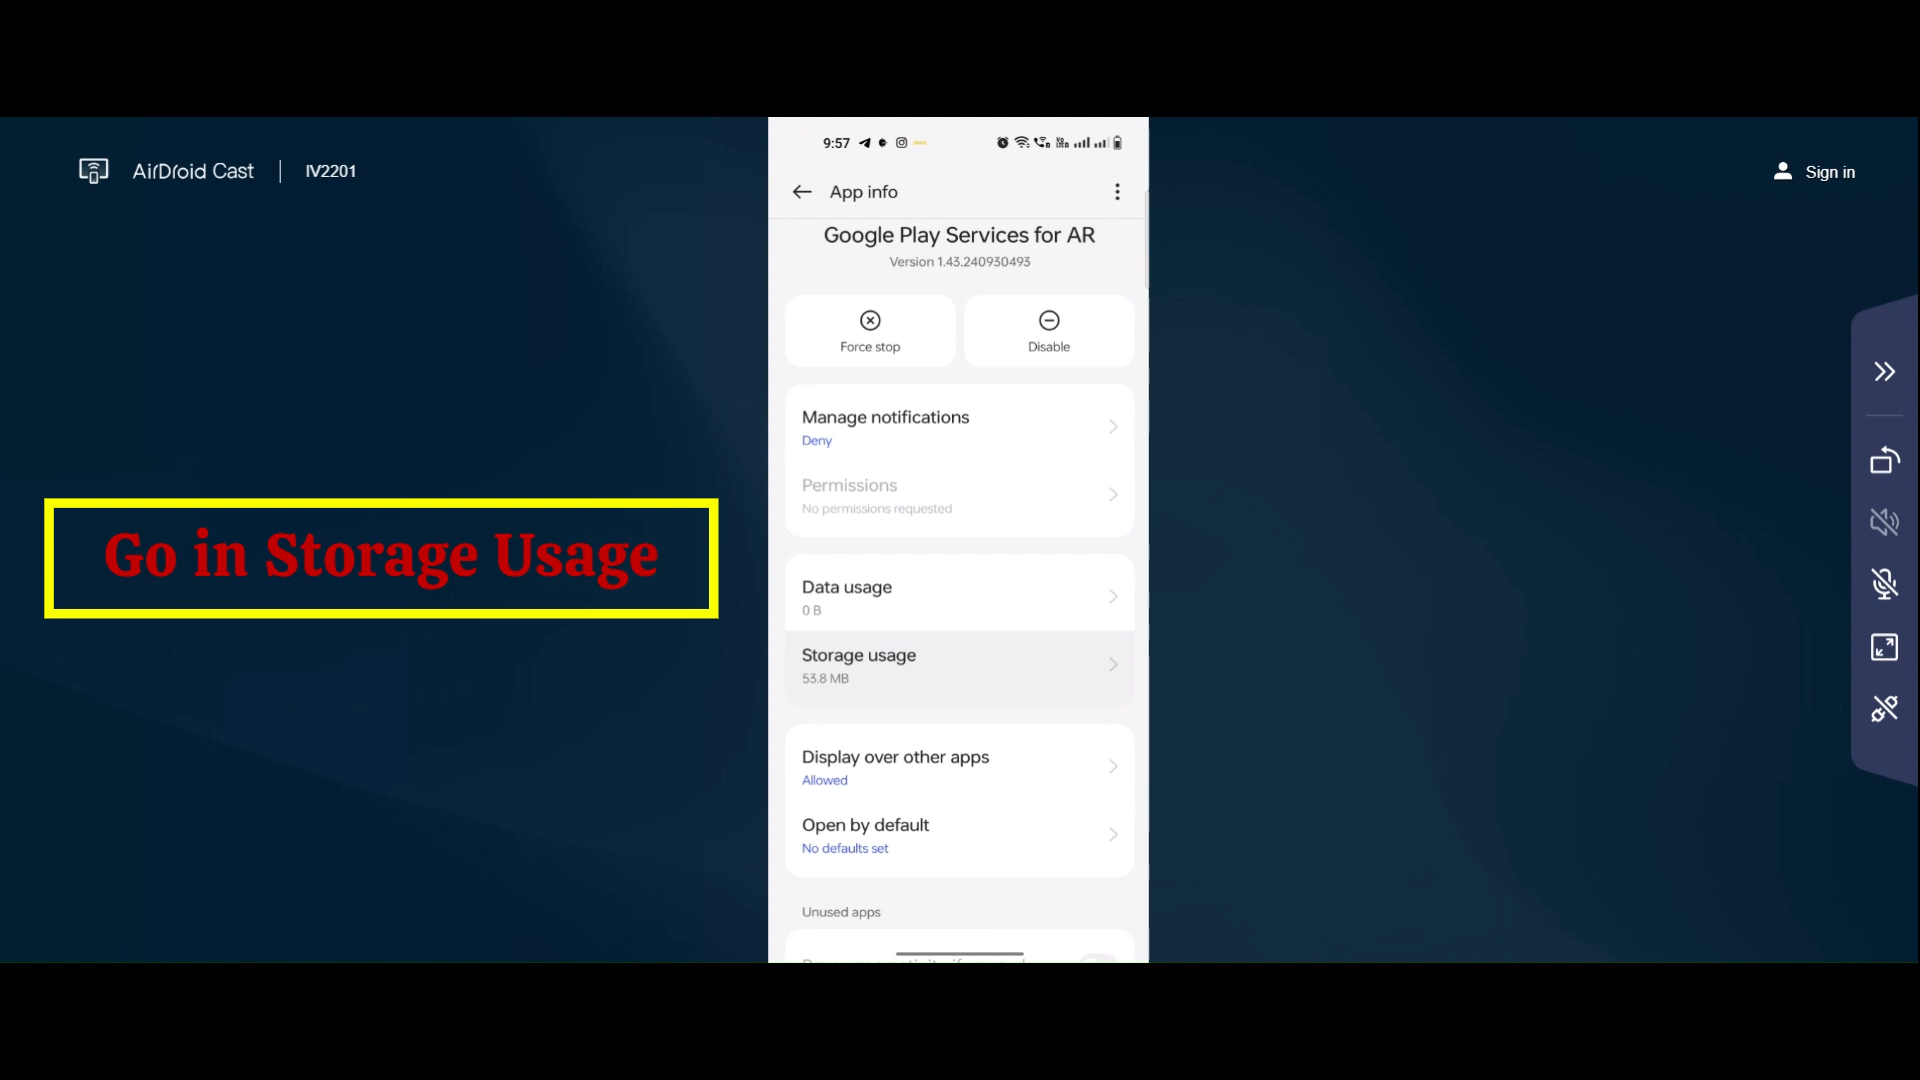 9:57
AirDroid Cast | IV2201
Sign in
App info
Google Play Services for AR
Version 1.43.240930493
Force stop
Disable
Manage notifications
Deny
Permissions
No permissions requested
Go in Storage Usage
Data usage
0 B
Storage usage
53.8 MB
Display over other apps
Allowed
Open by default
No defaults set
Unused apps